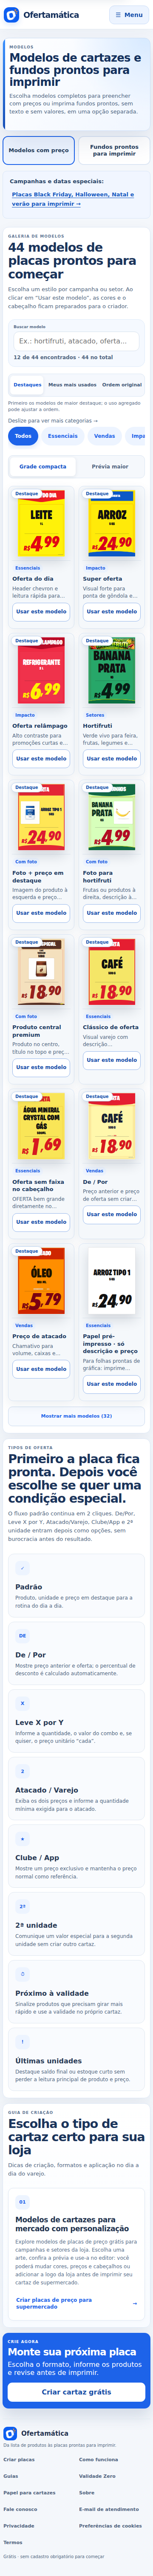 Ofertamática
☰ Menu
MODELOS
Modelos de cartazes e
fundos prontos para
imprimir
Escolha modelos completos para preencher
com preços ou imprima fundos prontos, sem
texto e sem valores, em uma opção separada.
Modelos com preço
Fundos prontos
para imprimir
Campanhas e datas especiais:
Placas Black Friday, Halloween, Natal e
verão para imprimir →
GALERIA DE MODELOS
44 modelos de
placas prontos para
começar
Escolha um estilo para começar no setor. Ao
clicar em “Usar este modelo”, as cores e o
cabeçalho ficam preparados para o criador.
Buscar modelo
Ex.: hortifruti, atacado, oferta...
12 de 44 encontrados · 44 no total
Destaques
Mais usados
Ordem original
Primeiro os modelos de maior destaque; o uso agregado
pode ajustar a ordem.
Deslize para ver mais categorias →
Todos
Essenciais
Vendas
Grade compacta
Prévia maior
Destaque
LEITE
R$ 4,99
Essenciais
Oferta do dia
Header chevron e
leitura rápida para...
Usar este modelo
Destaque
ARROZ
R$ 24,90
Impacto
Super oferta
Visual forte para
ponta de gôndola e...
Usar este modelo
Destaque
REFRIGERANTE
R$ 6,99
Impacto
Oferta relâmpago
Alto contraste para
promoções curtas e...
Usar este modelo
Destaque
BANANA
PRATA
R$ 4,99
Setores
Hortifruti
Verde vivo para feira,
frutas, legumes e...
Usar este modelo
Destaque
ARROZ TIPO 1
R$ 24,90
Com foto
Foto + preço em
destaque
Imagem do produto à
esquerda e preço...
Usar este modelo
Destaque
BANANA
PRATA
R$ 4,99
Com foto
Foto para
hortifruti
Frutas ou produtos à
direita, descrição à...
Usar este modelo
Destaque
R$ 18,90
Com foto
Produto central
premium
Produto no centro,
título no topo e preço...
Usar este modelo
Destaque
CAFÉ
R$ 18,90
Essenciais
Clássico de oferta
Visual varejo com
descrição...
Usar este modelo
Destaque
ÁGUA MINERAL
CRYSTAL COM
GÁS
R$ 1,69
Essenciais
Oferta sem faixa
no cabeçalho
OFERTA bem grande
diretamente no...
Usar este modelo
Destaque
CAFÉ
R$ 18,90
Vendas
De / Por
Preço anterior e preço
de oferta sem criar...
Usar este modelo
Destaque
ÓLEO
R$ 5,79
Vendas
Preço de atacado
Chamativo para
volume, caixas e...
Usar este modelo
ARROZ TIPO 1
R$ 24,90
Essenciais
Papel pré-
impresso · só
descrição e preço
Para folhas prontas de
gráfica: imprime...
Usar este modelo
Mostrar mais modelos (32)
TIPOS DE OFERTA
Primeiro a placa fica
pronta. Depois você
escolhe se quer uma
condição especial.
O fluxo padrão continua em 2 cliques. De/Por,
Leve X por Y, Atacado/Varejo, Clube/App e 2ª
unidade entram depois como opções, sem
burocracia antes do resultado.
✓
Padrão
Produto, unidade e preço em destaque para a
rotina do dia a dia.
DE
De / Por
Mostre preço anterior e oferta; o percentual de
desconto é calculado automaticamente.
X
Leve X por Y
Informe a quantidade, o valor do combo e, se
quiser, o preço unitário “cada”.
2
Atacado / Varejo
Exiba os dois preços e informe a quantidade
mínima exigida para o atacado.
★
Clube / App
Mostre um preço exclusivo e mantenha o preço
normal como referência.
2ª
2ª unidade
Comunique um valor especial para a segunda
unidade sem criar outro cartaz.
Próximo à validade
Sinalize produtos que precisam girar mais
rápido e use a validade no próprio cartaz.
!
Últimas unidades
Destaque saldo final ou estoque curto sem
perder a leitura principal de produto e preço.
GUIA DE CRIAÇÃO
Escolha o tipo de
cartaz certo para sua
loja
Dicas de criação, formatos e aplicação no dia a
dia do varejo.
01
Modelos de cartazes para
mercado com personalização
Explore modelos de placas de preço grátis para
campanhas e setores da loja. Escolha uma
arte, confira a prévia e use-a no editor: você
poderá mudar cores, preços e cabeçalhos ou
adicionar a logo da loja antes de imprimir seu
cartaz de supermercado
Criar placas de preço para
supermercado
→
CRIE AGORA
Monte sua próxima placa
Escolha o formato, informe os produtos
e revise antes de imprimir.
Criar cartaz grátis
Ofertamática
Da lista de produtos às placas prontas para imprimir.
Criar placas
Como funciona
Guias
Validade Zero
Papel para cartazes
Sobre
Fale conosco
E-mail de atendimento
Privacidade
Preferências de cookies
Termos
Grátis · sem cadastro obrigatório para começar